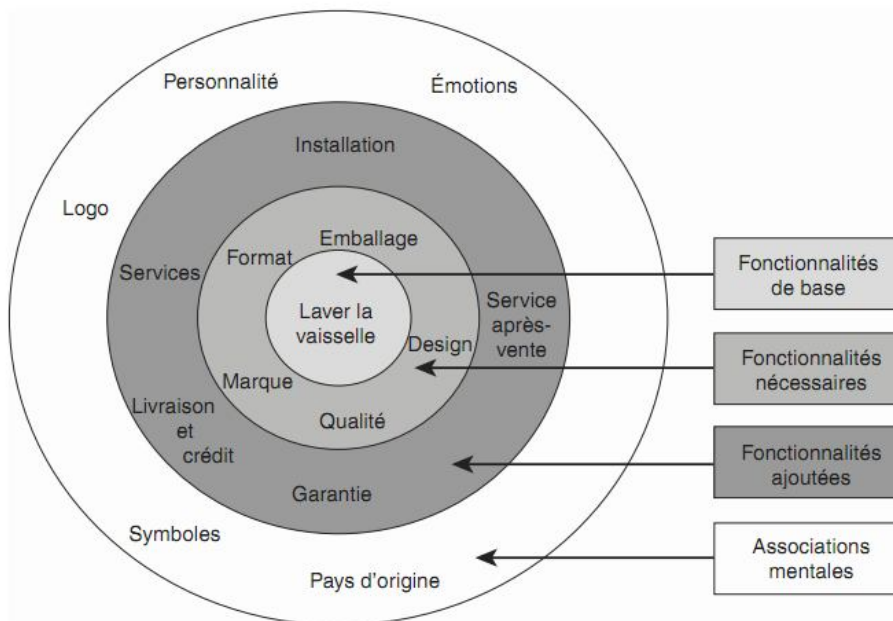 Personnalité
Émotions
Installation
Logo
Emballage
Format
Services
Laver la
vaisselle
Service
après-
vente
Design
Marque
Qualité
Livraison
et
crédit
Garantie
Symboles
Pays d'origine
Fonctionnalités
de base
Fonctionnalités
nécessaires
Fonctionnalités
ajoutées
Associations
mentales